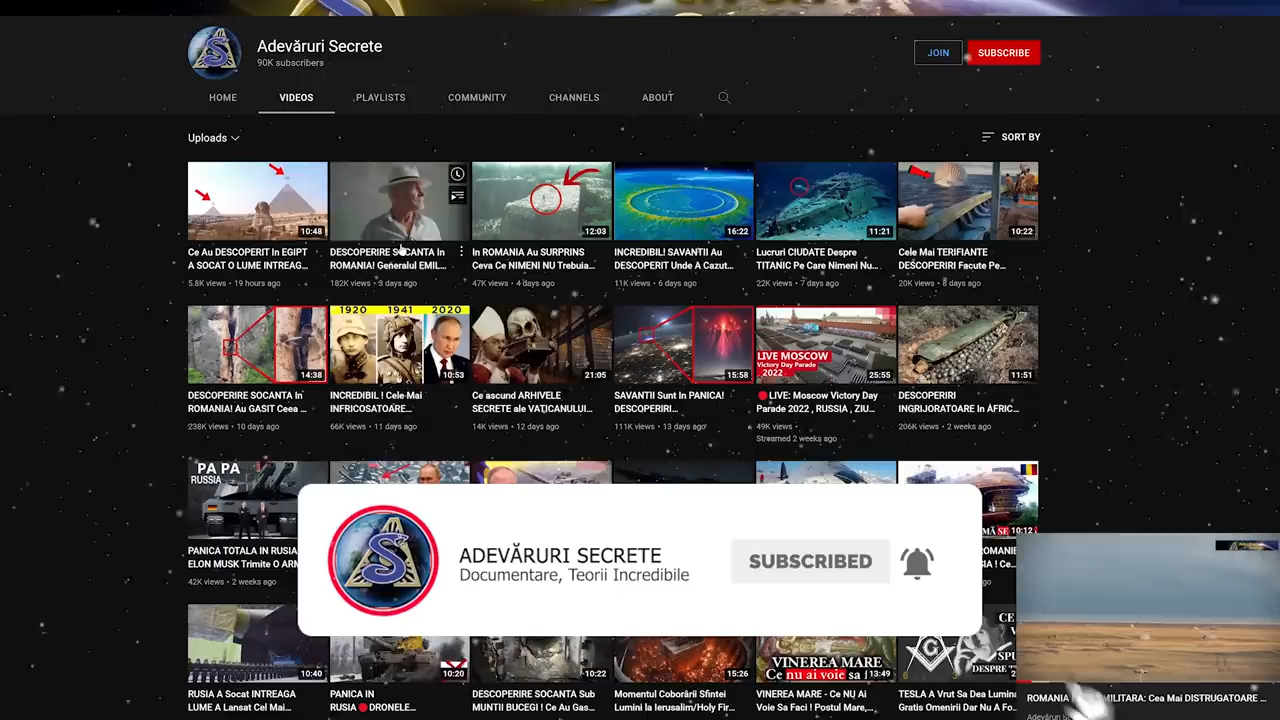 Adevăruri Secrete
90K subscribers
JOIN
SUBSCRIBE
HOME
VIDEOS
PLAYLISTS
COMMUNITY
CHANNELS
ABOUT
Uploads
SORT BY
10:48
12:03
16:22
11:21
10:22
Ce Au DESCOPERIT In EGIPT
A SOCAT O LUME INTREAG...
5.8K views • 19 hours ago
DESCOPERIRE SOCANTA In
ROMANIA! Generalul EMIL...
182K views • 3 days ago
In ROMANIA Au SURPRINS
Ceva Ce NIMENI NU Trebuia...
47K views • 4 days ago
INCREDIBIL! SAVANTII Au
DESCOPERIT Unde A Cazut...
11K views • 6 days ago
Lucruri CIUDATE Despre
TITANIC Pe Care Nimeni Nu...
22K views • 7 days ago
Cele Mai TERIFIANTE
DESCOPERIRI Facute Pe...
20K views • 8 days ago
14:38
1920 1941 2020
10:53
21:05
15:58
LIVE MOSCOW
Victory Day Parade
2022
25:55
11:51
DESCOPERIRE SOCANTA In
ROMANIA! Au GASIT Ceea ...
238K views • 10 days ago
INCREDIBIL ! Cele Mai
INFRICOSATOARE...
66K views • 11 days ago
Ce ascund ARHIVELE
SECRETE ale VATICANULUI...
14K views • 12 days ago
SAVANTII Sunt In PANICA!
DESCOPERIRI...
111K views • 13 days ago
LIVE: Moscow Victory Day
Parade 2022 , RUSSIA , ZIU...
49K views •
Streamed 2 weeks ago
DESCOPERIRI
INGRIJORATOARE In AFRIC...
206K views • 2 weeks ago
PA PA
RUSSIA
10:12
PANICA TOTALA IN RUSIA
ELON MUSK Trimite O
42K views • 2 weeks ago
S
ADEVĂRURI SECRETE
Documentare, Teorii Incredibile
SUBSCRIBED
10:40
10:20
10:22
15:26
VINEREA MARE
Ce nu ai voie sa
13:49
G
DESPRE
RUSIA A Socat INTREAGA
LUME A Lansat Cel Mai...
PANICA IN
RUSIA DRONELE...
DESCOPERIRE SOCANTA Sub
MUNTII BUCEGI ! Ce Au Gas...
Momentul Coborârii Sfintei
Lumini la Ierusalim/Holy Fir...
VINEREA MARE - Ce NU Ai
Voie Sa Faci ! Postul Mare,...
TESLA A Vrut Sa Dea Lumina
Gratis Omenirii Dar Nu A Fo...
ROMANIA
MILITARA: Cea Mai DISTRUGATOARE ...